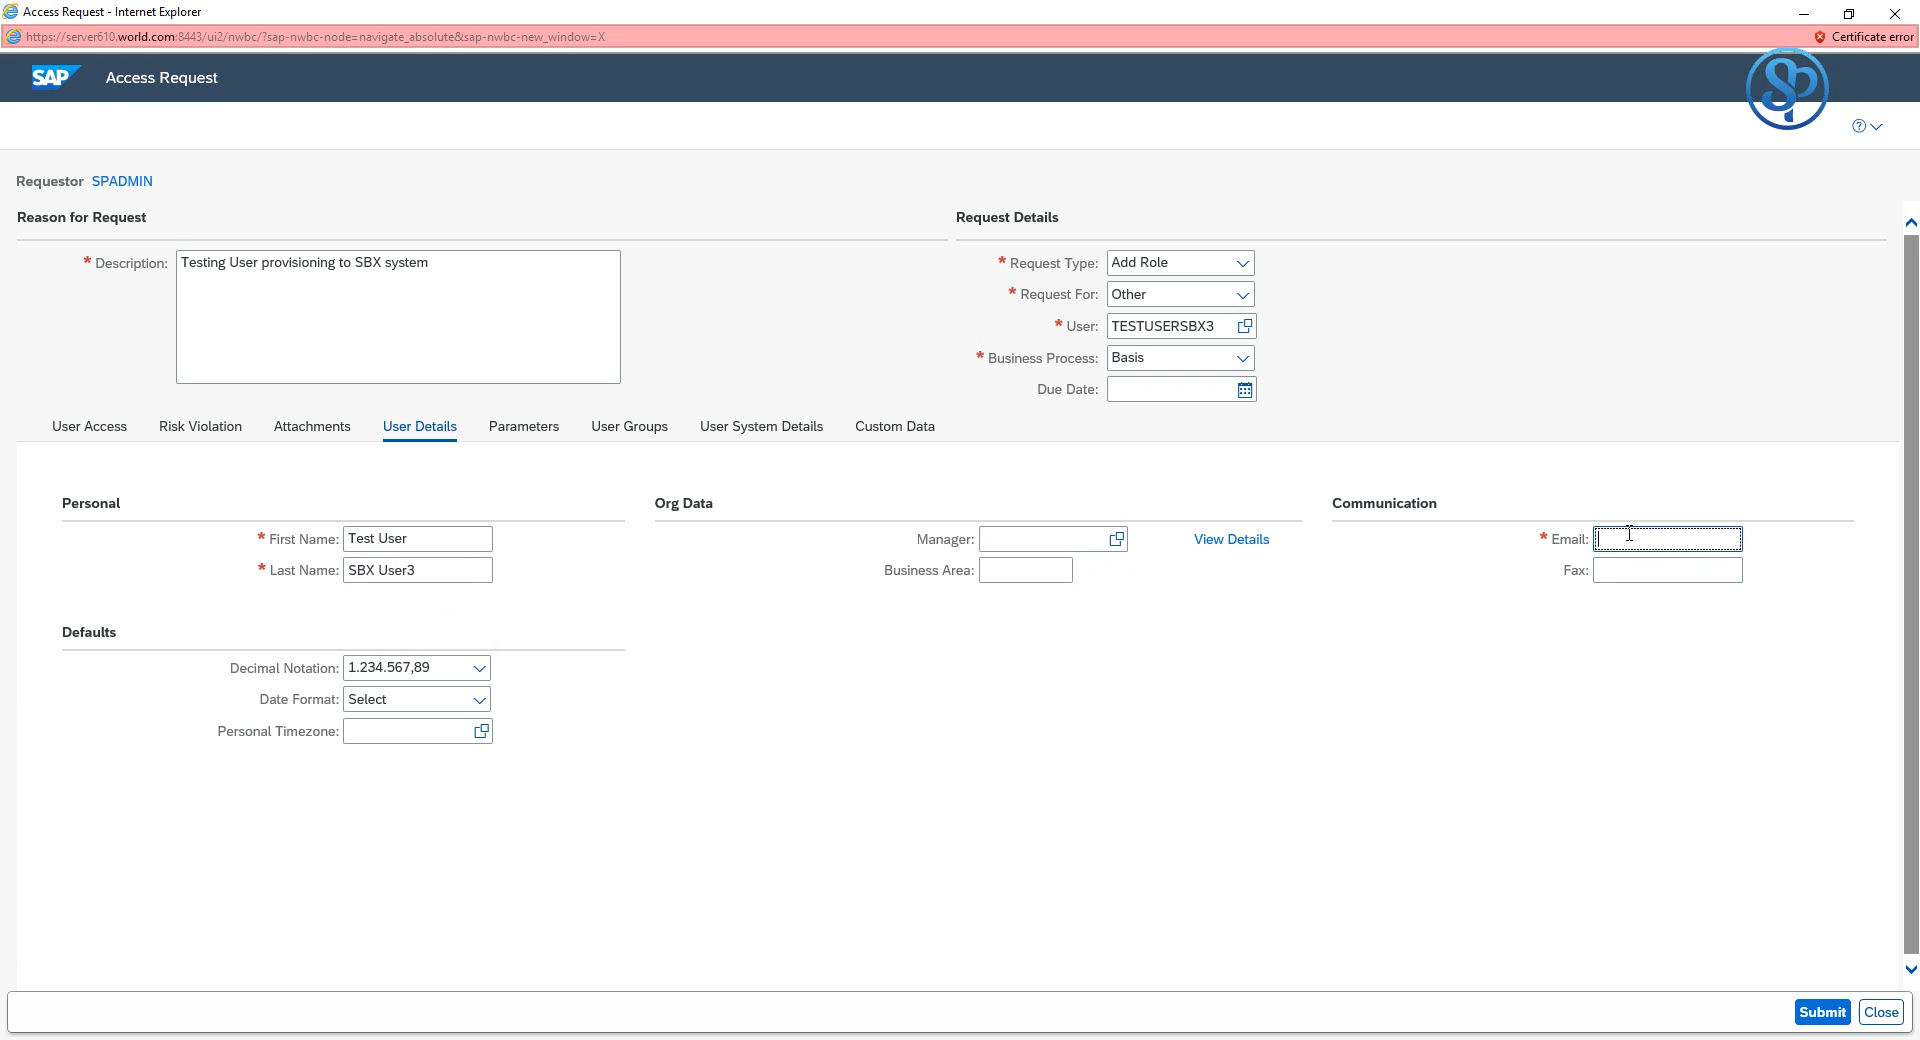 Access Request - Internet Explorer
https://server610.world.com:8443/ui2/nwbc/?sap-nwbc-node=navigate_absolute&sap-nwbc-new_window=X
Certificate error
SAP
Access Request
SP
Requestor SPADMIN
Reason for Request
Request Details
* Description: Testing User provisioning to SBX system
* Request Type: Add Role
* Request For: Other
* User: TESTUSERSBX3
* Business Process: Basis
Due Date:
User Access Risk Violation Attachments User Details Parameters User Groups User System Details Custom Data
Personal
Org Data
Communication
* First Name: Test User
Manager:
View Details
* Email:
* Last Name: SBX User3
Business Area:
Fax:
Defaults
Decimal Notation: 1.234.567,89
Date Format: Select
Personal Timezone:
Submit Close